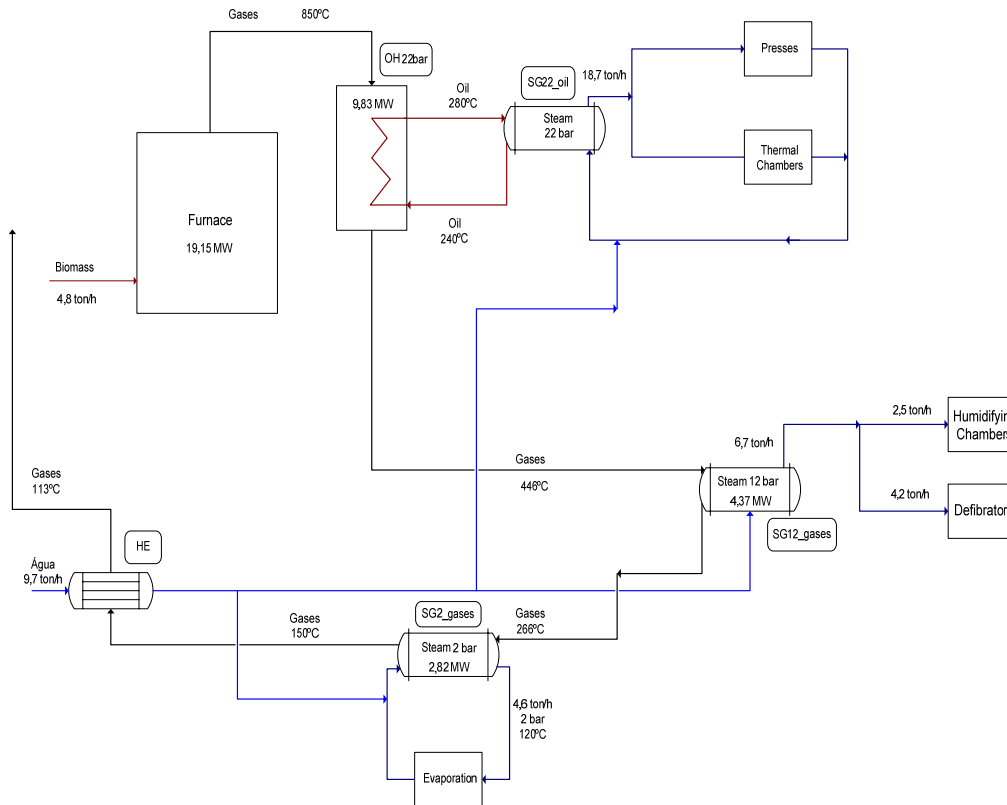 Gases 850ºC
OH 22bar
9,83 MW
Oil
280ºC
SG22_oil
18,7 ton/h
Steam
22 bar
Presses
Thermal
Chambers
Oil
240ºC
Furnace
19,15 MW
Biomass
4,8 ton/h
Gases
113ºC
HE
Água
9,7 ton/h
Gases
446ºC
6,7 ton/h
Steam 12 bar
4,37 MW
SG12_gases
2,5 ton/h
Humidifyin
Chambers
4,2 ton/h
Defibrator
SG2_gases
Gases
266ºC
Gases
150ºC
Steam 2 bar
2,82 MW
4,6 ton/h
2 bar
120ºC
Evaporation